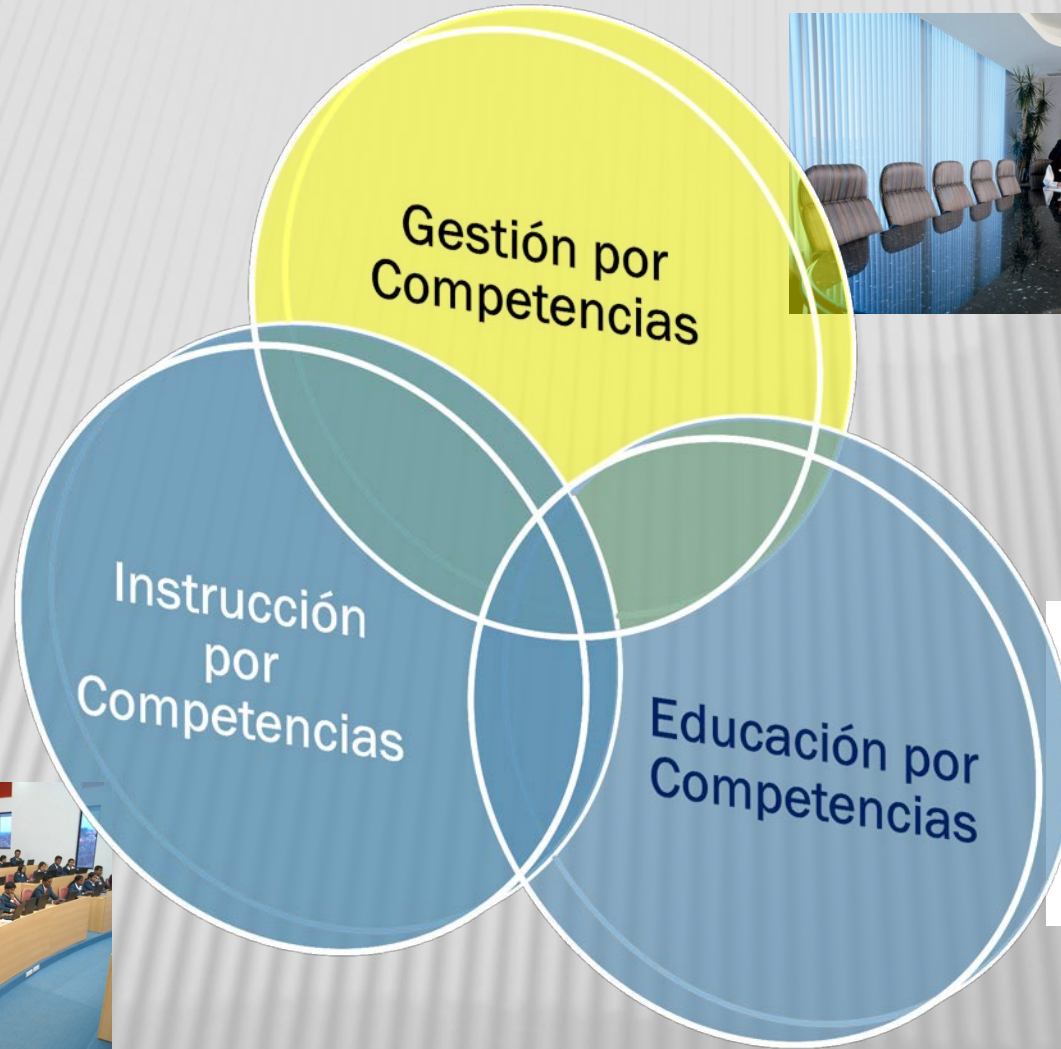 Gestión por
Competencias
Instrucción
por
Competencias
Educación por
Competencias